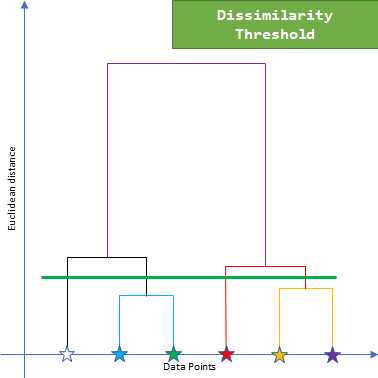 Dissimilarity
Threshold
Euclidean distance
Data Points